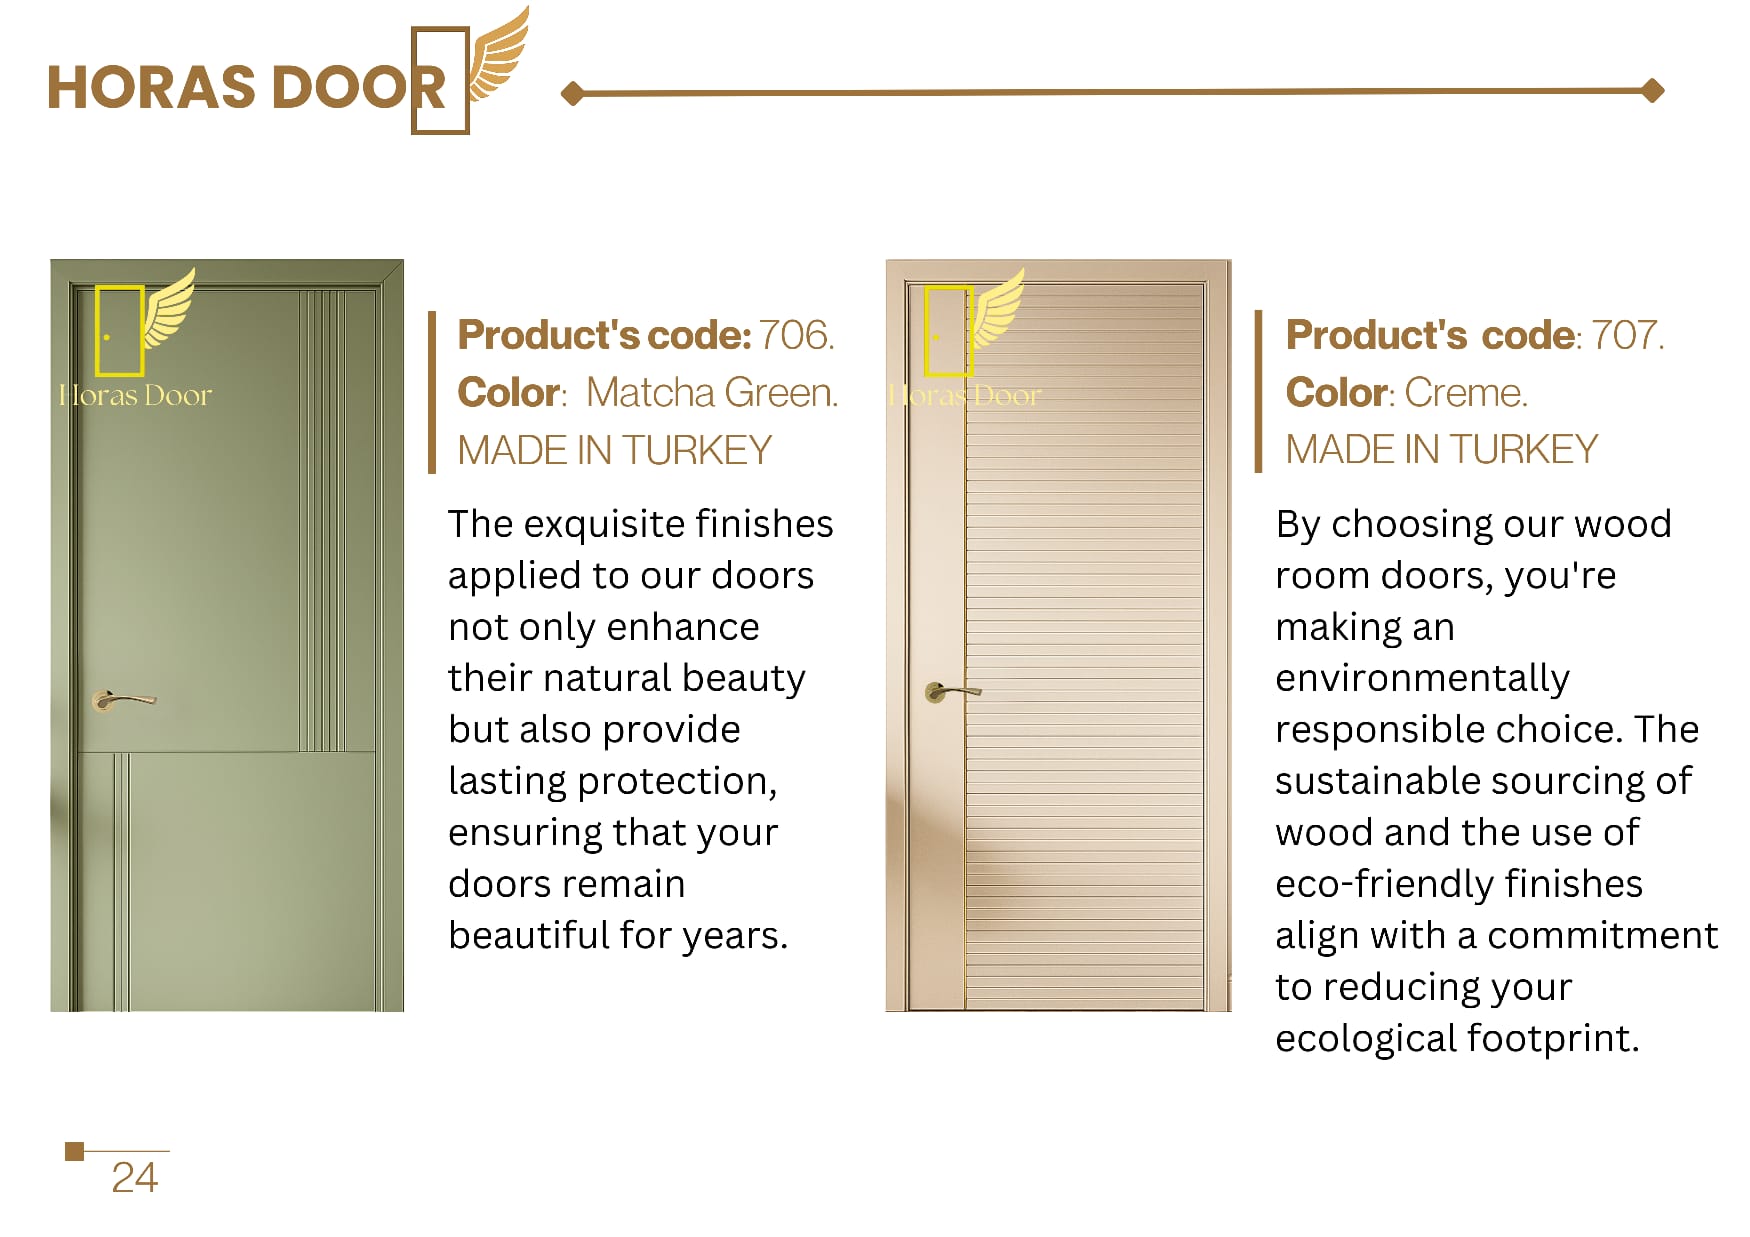 HORAS DOOR
Horas Door
Product's code: 706.
Color: Matcha Green.
MADE IN TURKEY
The exquisite finishes
applied to our doors
not only enhance
their natural beauty
but also provide
lasting protection,
ensuring that your
doors remain
beautiful for years.
Horas Door
Product's code: 707.
Color: Creme.
MADE IN TURKEY
By choosing our wood
room doors, you're
making an
environmentally
responsible choice. The
sustainable sourcing of
wood and the use of
eco-friendly finishes
align with a commitment
to reducing your
ecological footprint.
24